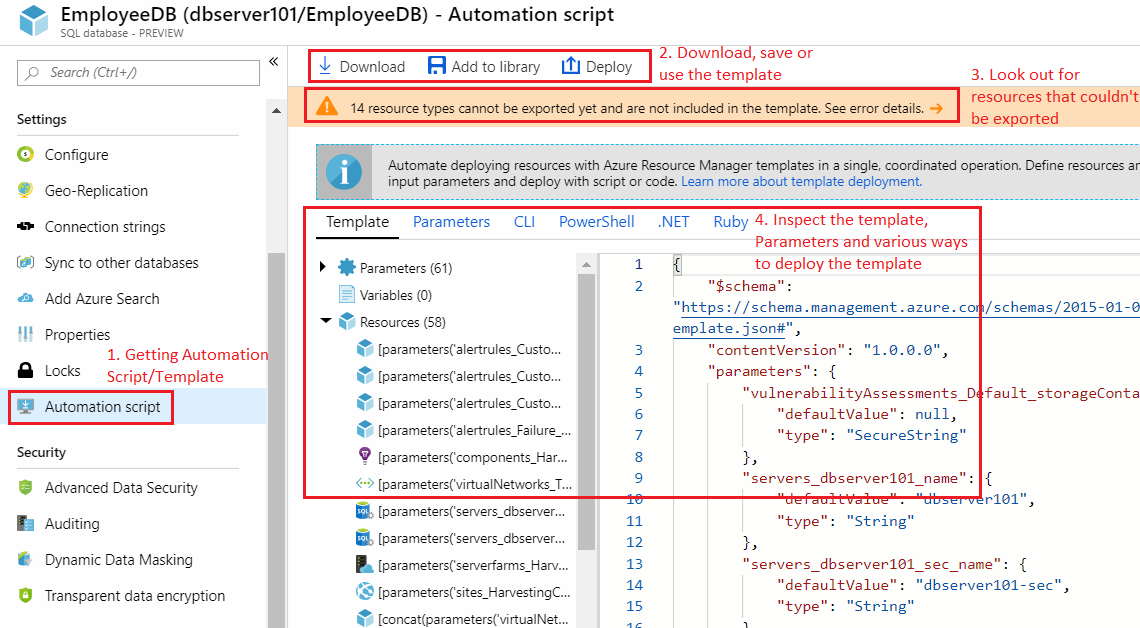 EmployeeDB (dbserver101/EmployeeDB) - Automation script
SQL database - PREVIEW
Search (Ctrl+/)
«
Settings
Configure
Geo-Replication
Connection strings
Sync to other databases
Add Azure Search
Properties
Locks
1. Getting Automation
Script/Template
Automation script
Security
Advanced Data Security
Auditing
Dynamic Data Masking
Transparent data encryption
Download
Add to library
Deploy
2. Download, save or
use the template
3. Look out for
resources that couldn't
be exported
14 resource types cannot be exported yet and are not included in the template. See error details. →
Automate deploying resources with Azure Resource Manager templates in a single, coordinated operation. Define resources an
input parameters and deploy with script or code. Learn more about template deployment.
Template Parameters CLI PowerShell .NET Ruby
4. Inspect the template,
Parameters and various ways
to deploy the template
Parameters (61)
Variables (0)
Resources (58)
[parameters('alertrules_Custo...
[parameters('alertrules_Custo...
[parameters('alertrules_Custo...
[parameters('alertrules_Failure_...
[parameters('components_Har...
[parameters('virtualNetworks_T...
[parameters('servers_dbserver...
[parameters('servers_dbserver...
[parameters('serverfarms_Harv...
[parameters('sites_HarvestingC...
[concat(parameters('virtualNet...
1 {
2 "$schema":
"https://schema.management.azure.com/schemas/2015-01-0
emplate.json#",
3 "contentVersion": "1.0.0.0",
4 "parameters": {
5 "vulnerabilityAssessments_Default_storageConta
6 "defaultValue": null,
7 "type": "SecureString"
8 },
9 "servers_dbserver101_name": {
10 "defaultValue": "dbserver101",
11 "type": "String"
12 },
13 "servers_dbserver101_sec_name": {
14 "defaultValue": "dbserver101-sec",
15 "type": "String"
16 }